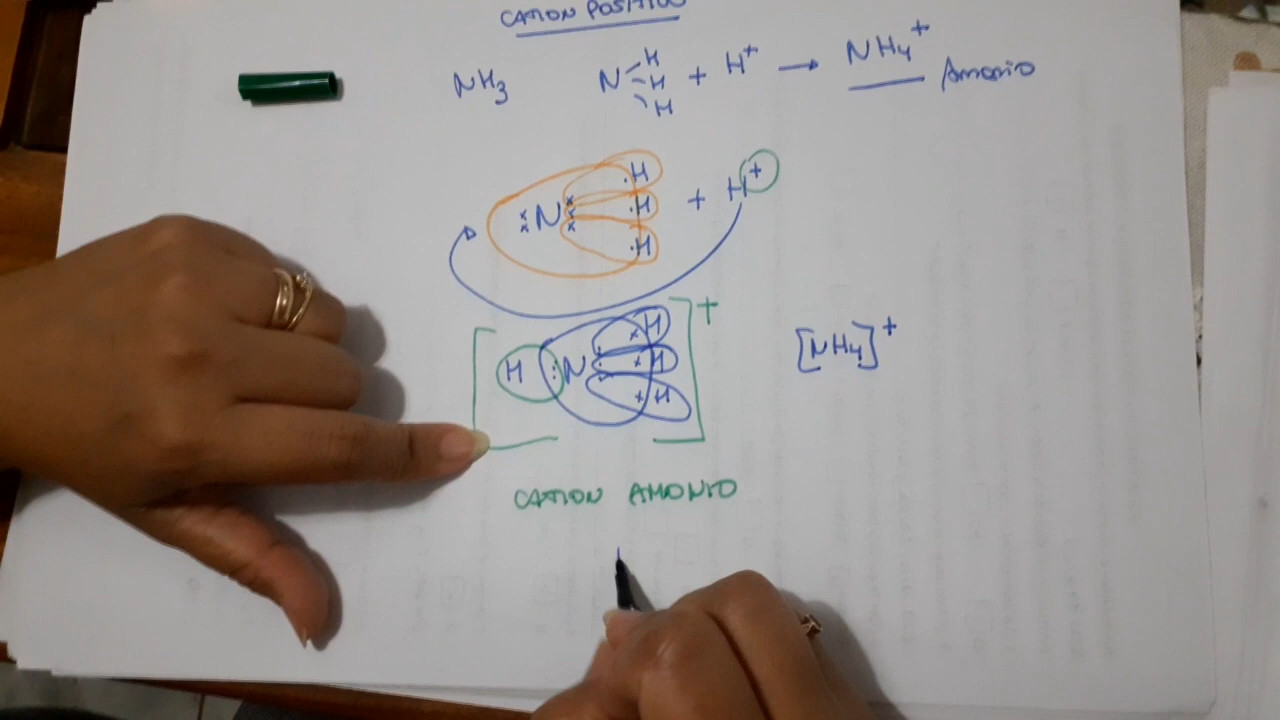 CATION POSITIVO
NH3 N H H H + H+ → NH4+ Amonio
N H H H + H+
[H N H H H]+ [NH4]+
CATION AMONIO